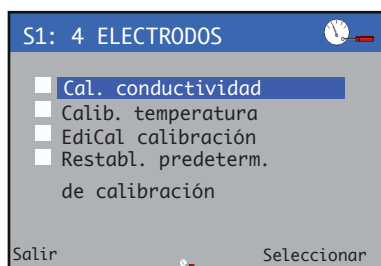 S1: 4 ELECTRODOS
Cal. conductividad
Calib. temperatura
EdiCal calibración
Restabl. predeterm.
de calibración
Salir
Seleccionar